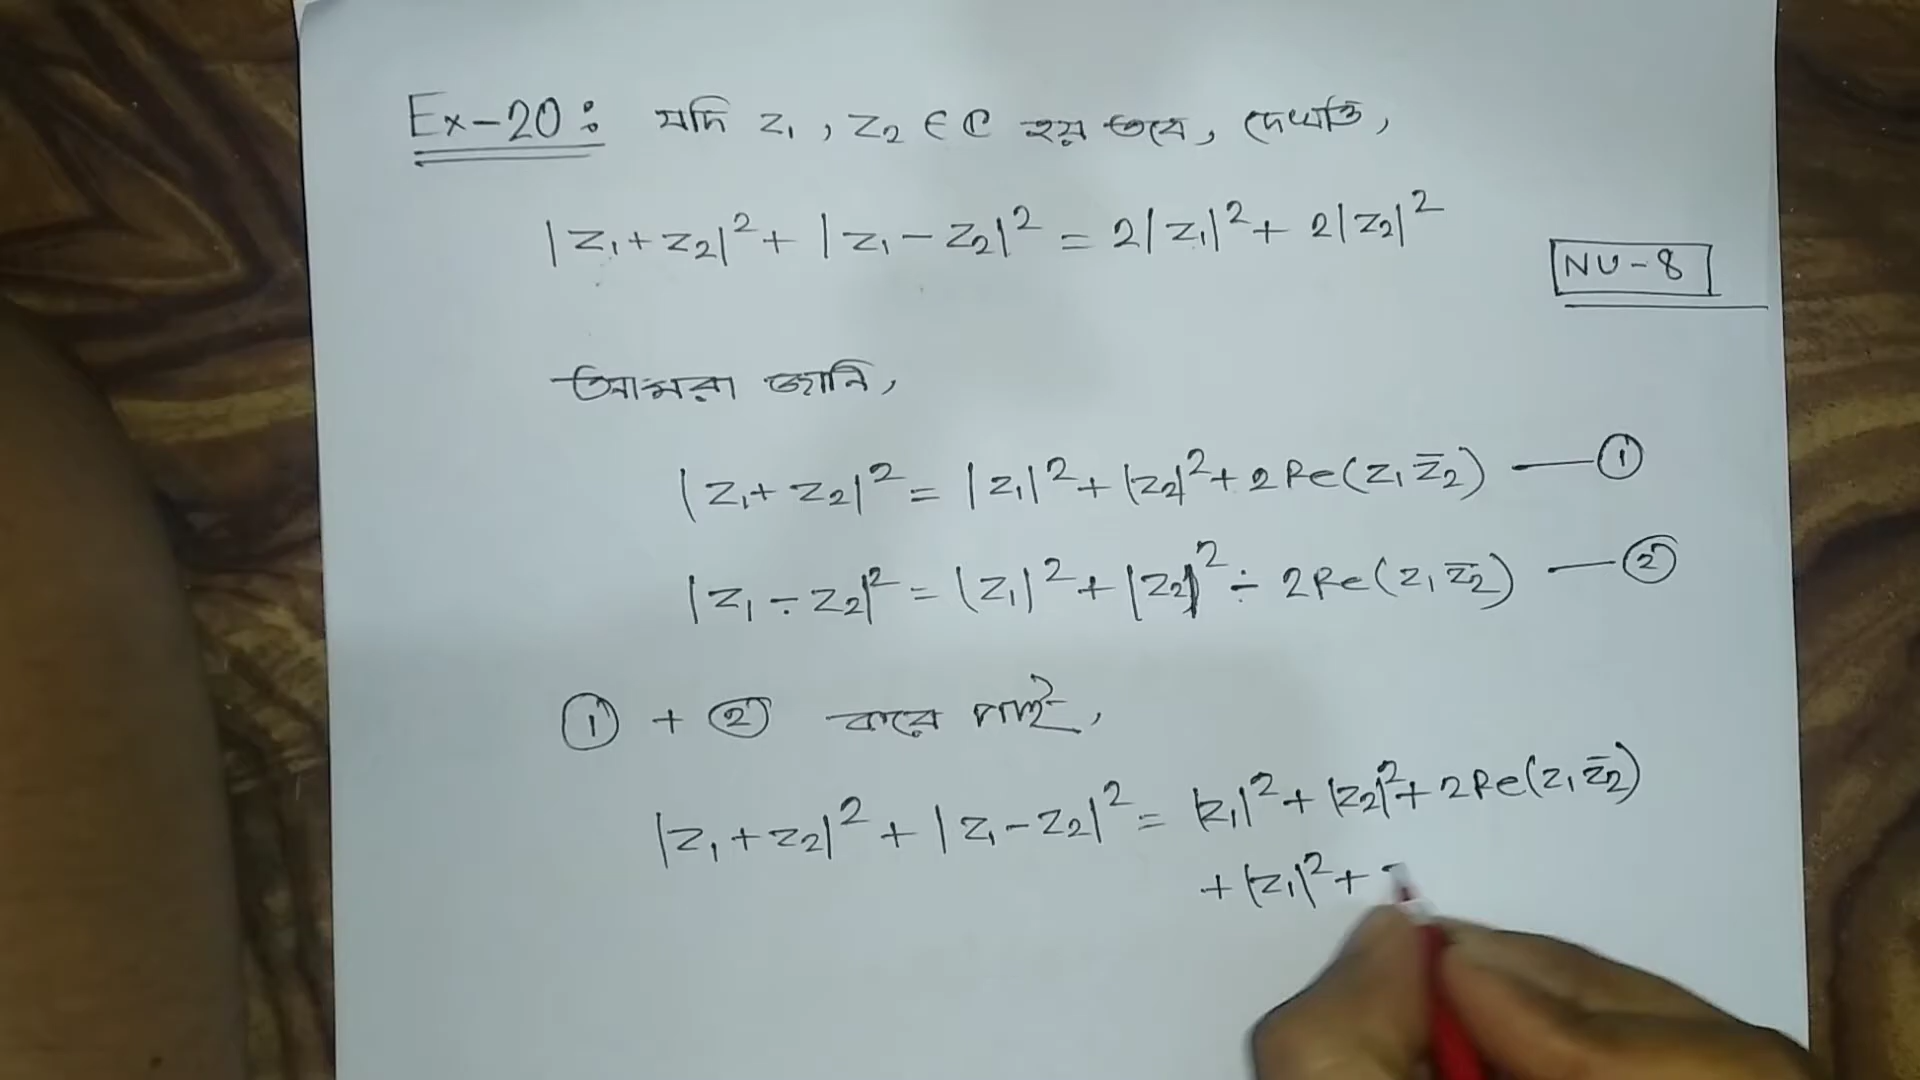 Ex-20: যদি z₁, z₂ ∈ ℂ হয় তবে, দেখাও,
|z₁ + z₂|² + |z₁ - z₂|² = 2|z₁|² + 2|z₂|²
NU-8
আমরা জানি,
|z₁ + z₂|² = |z₁|² + |z₂|² + 2Re(z₁z̄₂) — ①
|z₁ ÷ z₂|² = |z₁|² + |z₂|² ÷ 2Re(z₁z̄₂) — ②
① + ② করে পাই,
|z₁ + z₂|² + |z₁ - z₂|² = |z₁|² + |z₂|² + 2Re(z₁z̄₂)
+ |z₁|² +